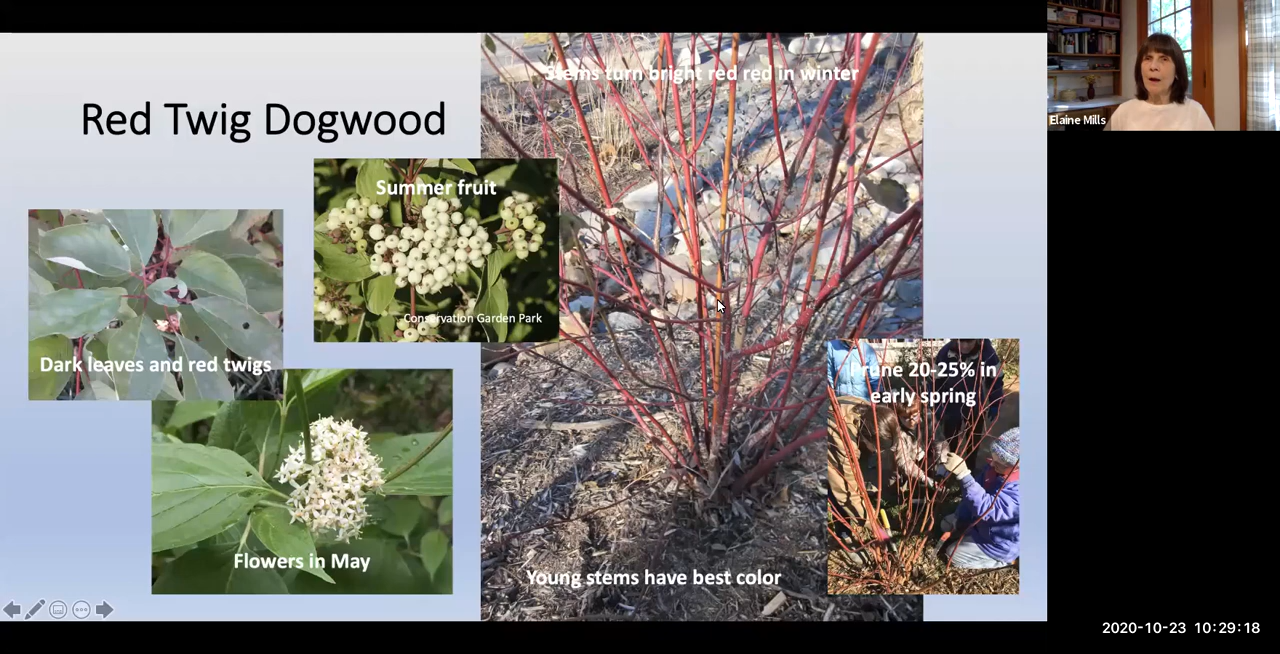 Stems turn bright red red in winter
Red Twig Dogwood
Summer fruit
Conservation Garden Park
Dark leaves and red twigs
Prune 20-25% in
early spring
Flowers in May
Young stems have best color
Elaine Mills
2020-10-23 10:29:18